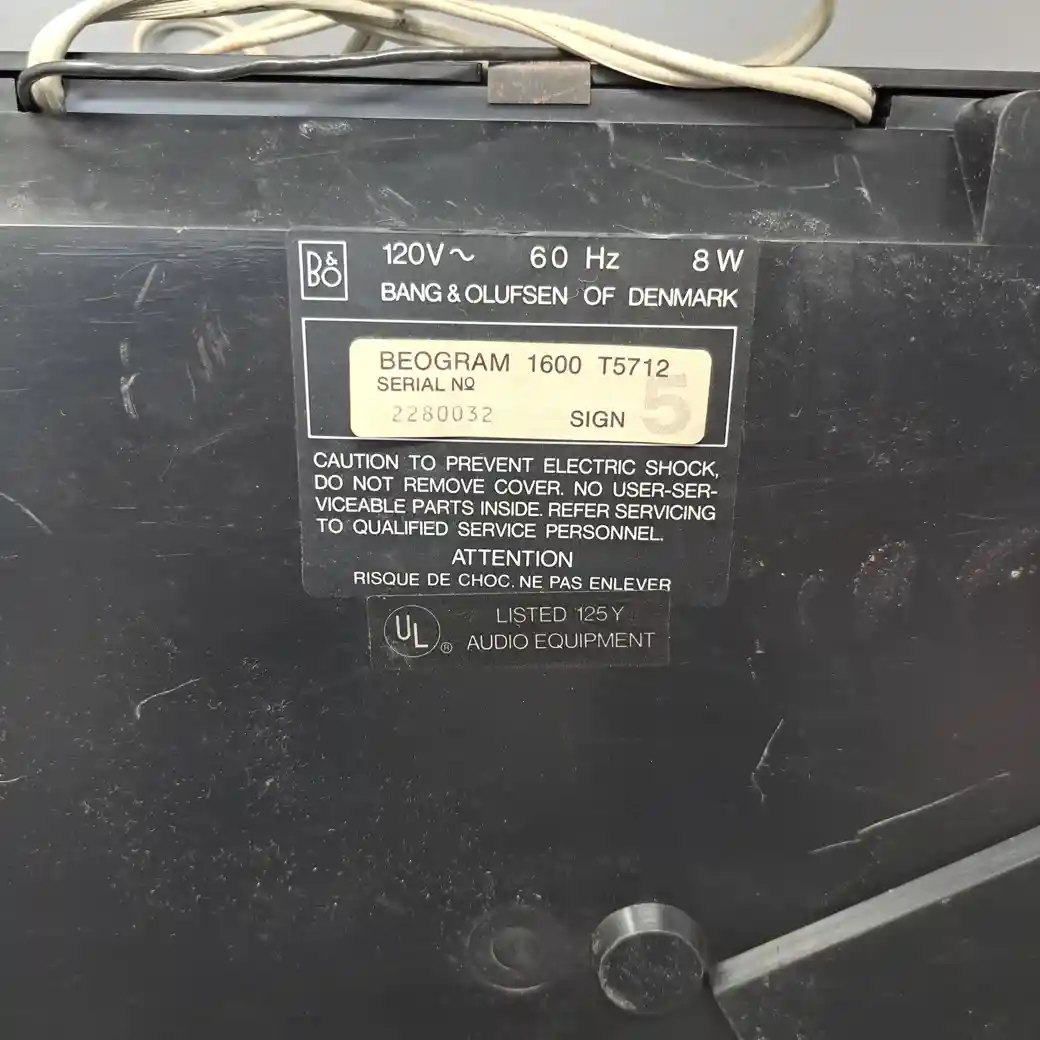 B&O
120V~ 60 Hz 8W
BANG & OLUFSEN OF DENMARK
BEOGRAM 1600 T5712
SERIAL Nº
2280032 SIGN 5
CAUTION TO PREVENT ELECTRIC SHOCK,
DO NOT REMOVE COVER. NO USER-SER-
VICEABLE PARTS INSIDE. REFER SERVICING
TO QUALIFIED SERVICE PERSONNEL.
ATTENTION
RISQUE DE CHOC. NE PAS ENLEVER
UL® LISTED 125Y
AUDIO EQUIPMENT